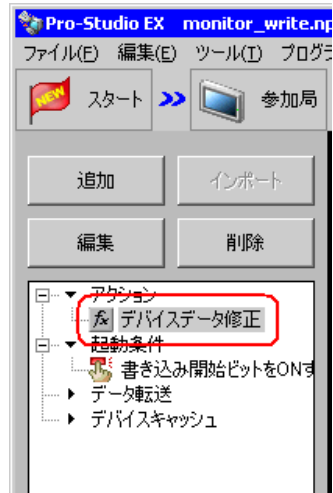 Pro-Studio EX monitor_write.np
ファイル(F) 編集(E) ツール(T) プログラ
NEW スタート 参加局
追加 インポート
編集 削除
アクション
fx デバイスデータ修正
起動条件
書き込み開始ビットをONす
データ転送
デバイスキャッシュ